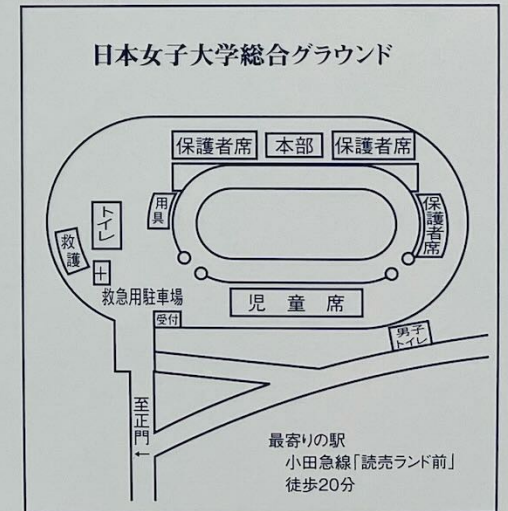 日本女子大学総合グラウンド
保護者席
本部
保護者席
用具
保護者席
トイレ
救護
救急用駐車場
受付
児童席
男子
トイレ
至正門
←
最寄りの駅
小田急線「読売ランド前」
徒歩20分